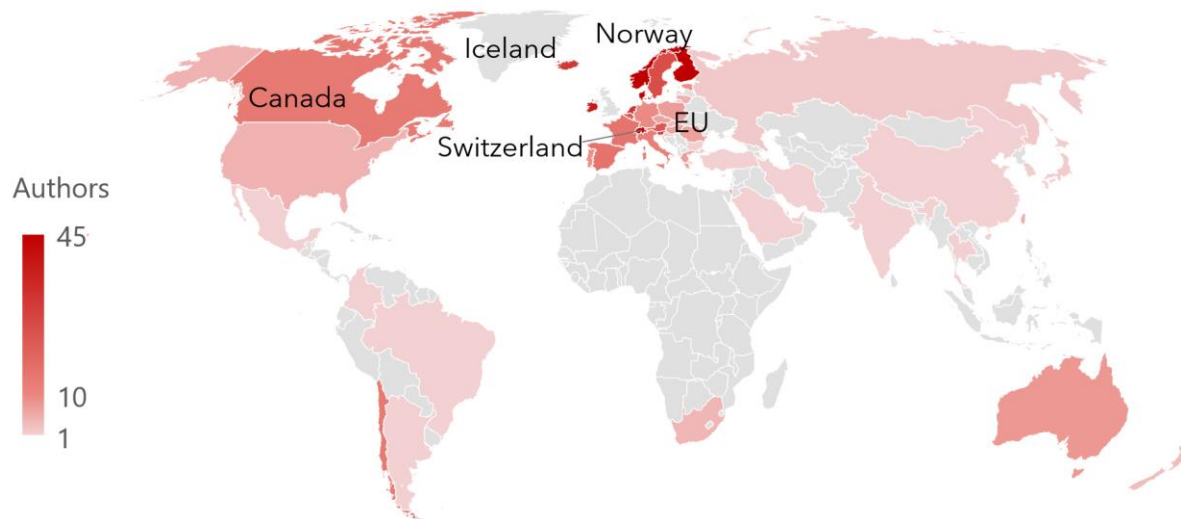 Norway
Iceland
Canada
EU
Switzerland
Authors
45
10
1